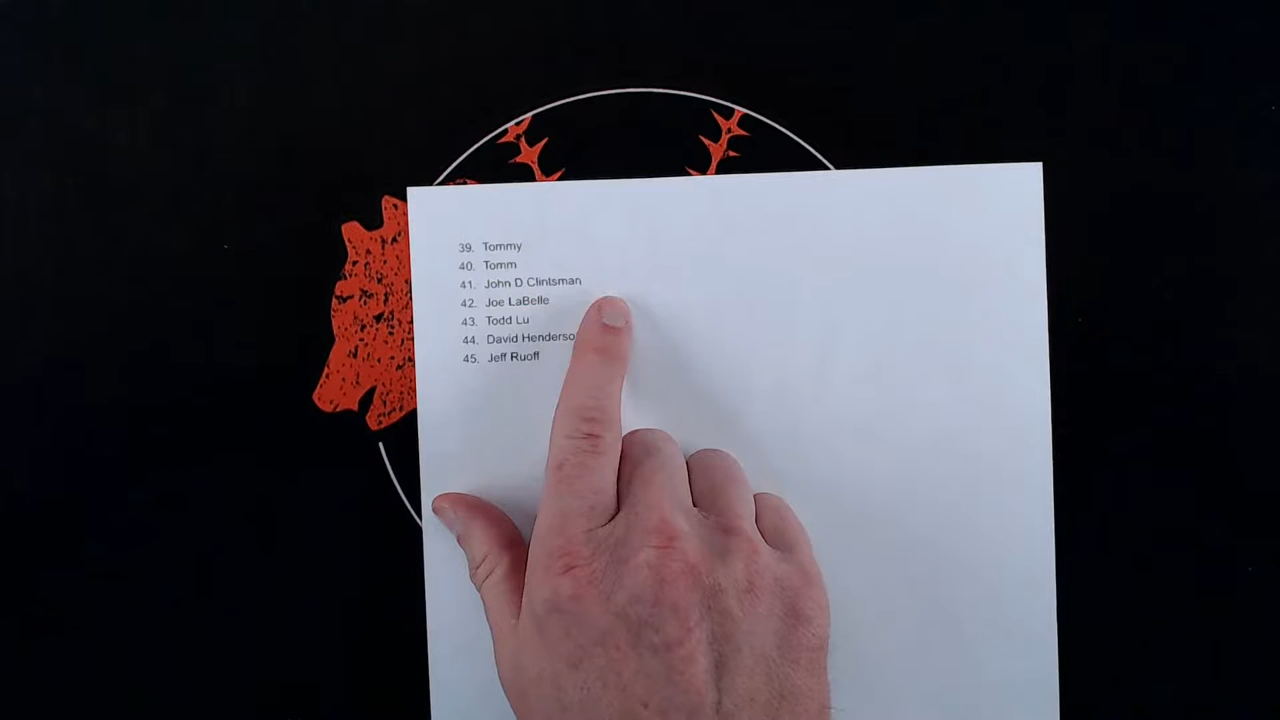 39. Tommy
40. Tomm
41. John D Clintsman
42. Joe LaBelle
43. Todd Lu
44. David Henderso
45. Jeff Ruoff